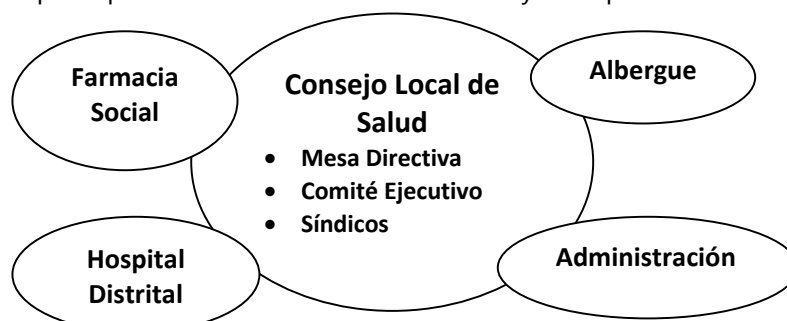 Farmacia
Social
Consejo Local de
Salud
• Mesa Directiva
• Comité Ejecutivo
• Síndicos
Albergue
Hospital
Distrital
Administración